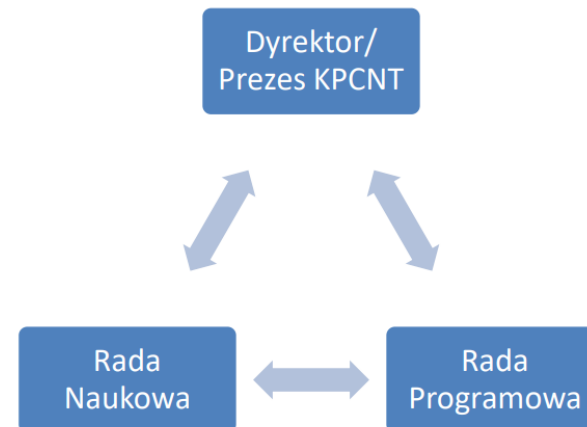 Dyrektor/
Prezes KPCNT
Rada
Naukowa
Rada
Programowa